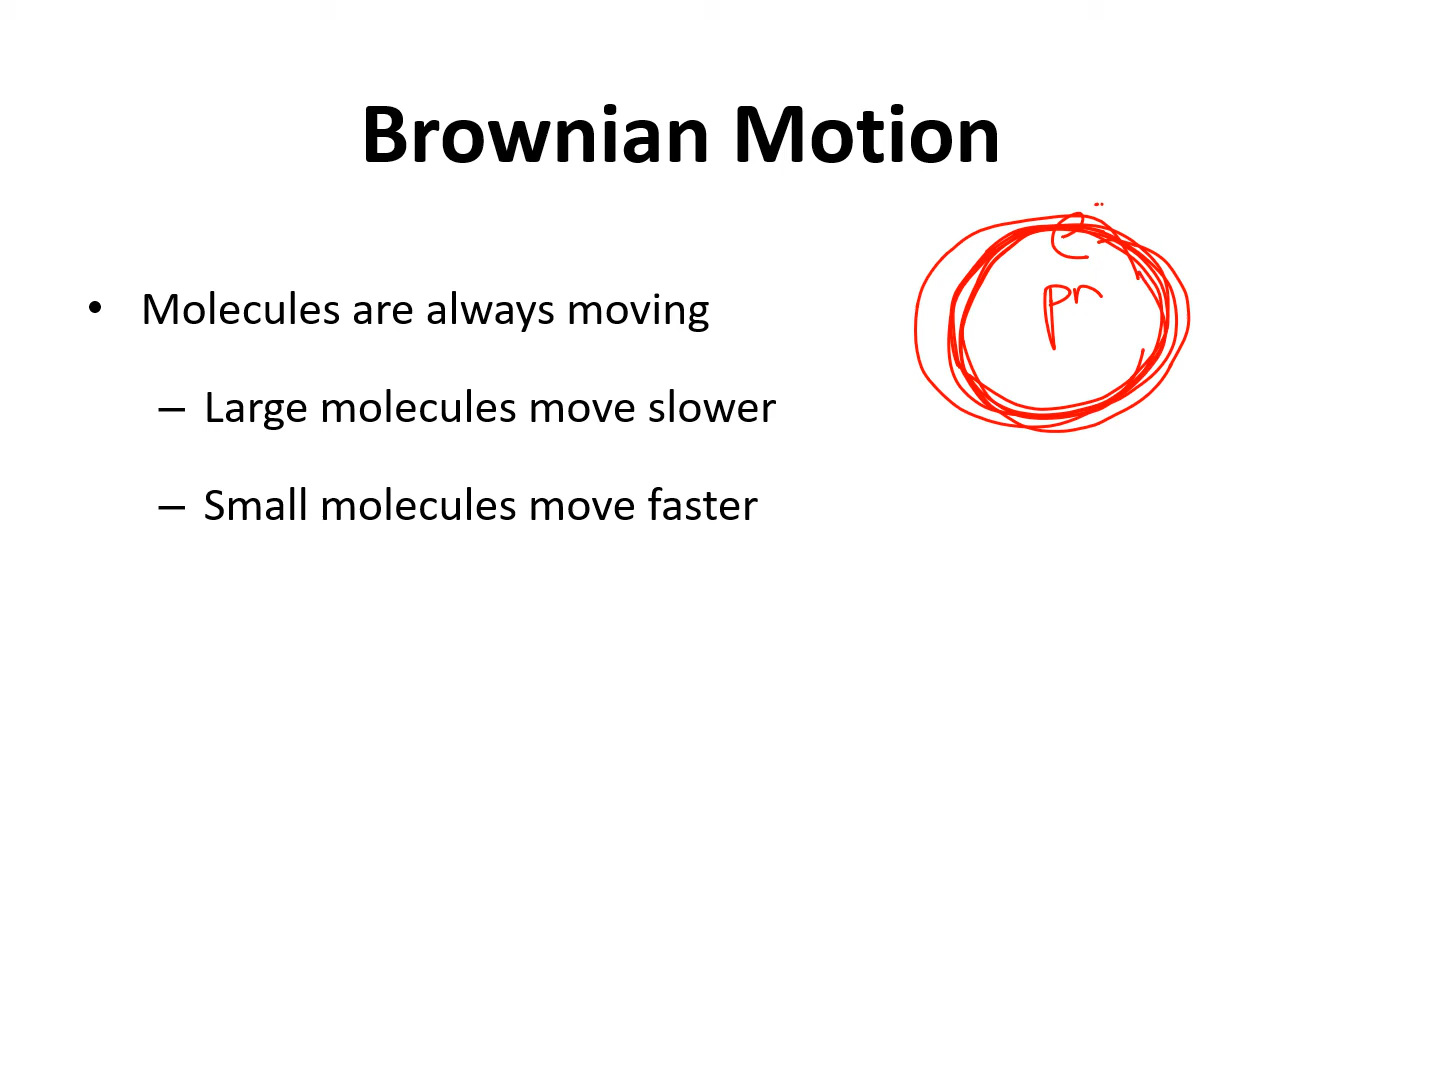 Brownian Motion
• Molecules are always moving
– Large molecules move slower
– Small molecules move faster
e-
pr